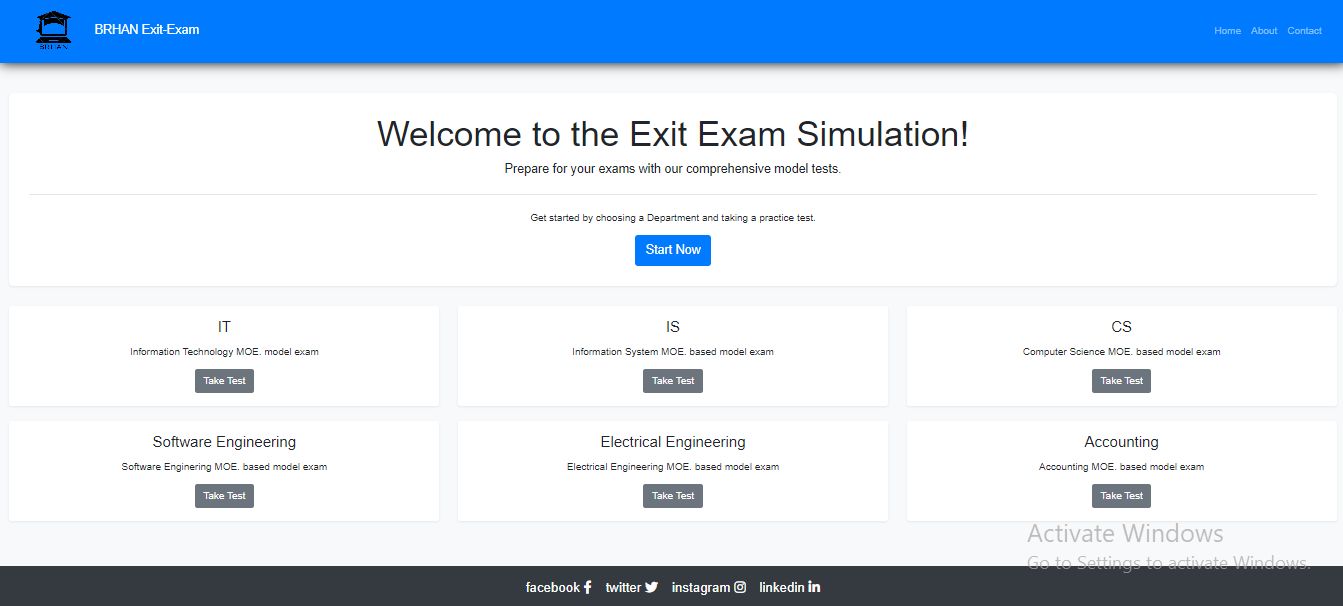 BRHAN
BRHAN Exit-Exam
Home About Contact
Welcome to the Exit Exam Simulation!
Prepare for your exams with our comprehensive model tests.
Get started by choosing a Department and taking a practice test.
Start Now
IT
Information Technology MOE. model exam
Take Test
IS
Information System MOE. based model exam
Take Test
CS
Computer Science MOE. based model exam
Take Test
Software Engineering
Software Enginering MOE. based model exam
Take Test
Electrical Engineering
Electrical Engineering MOE. based model exam
Take Test
Accounting
Accounting MOE. based model exam
Take Test
Activate Windows
Go to Settings to activate Windows.
facebook twitter instagram linkedin